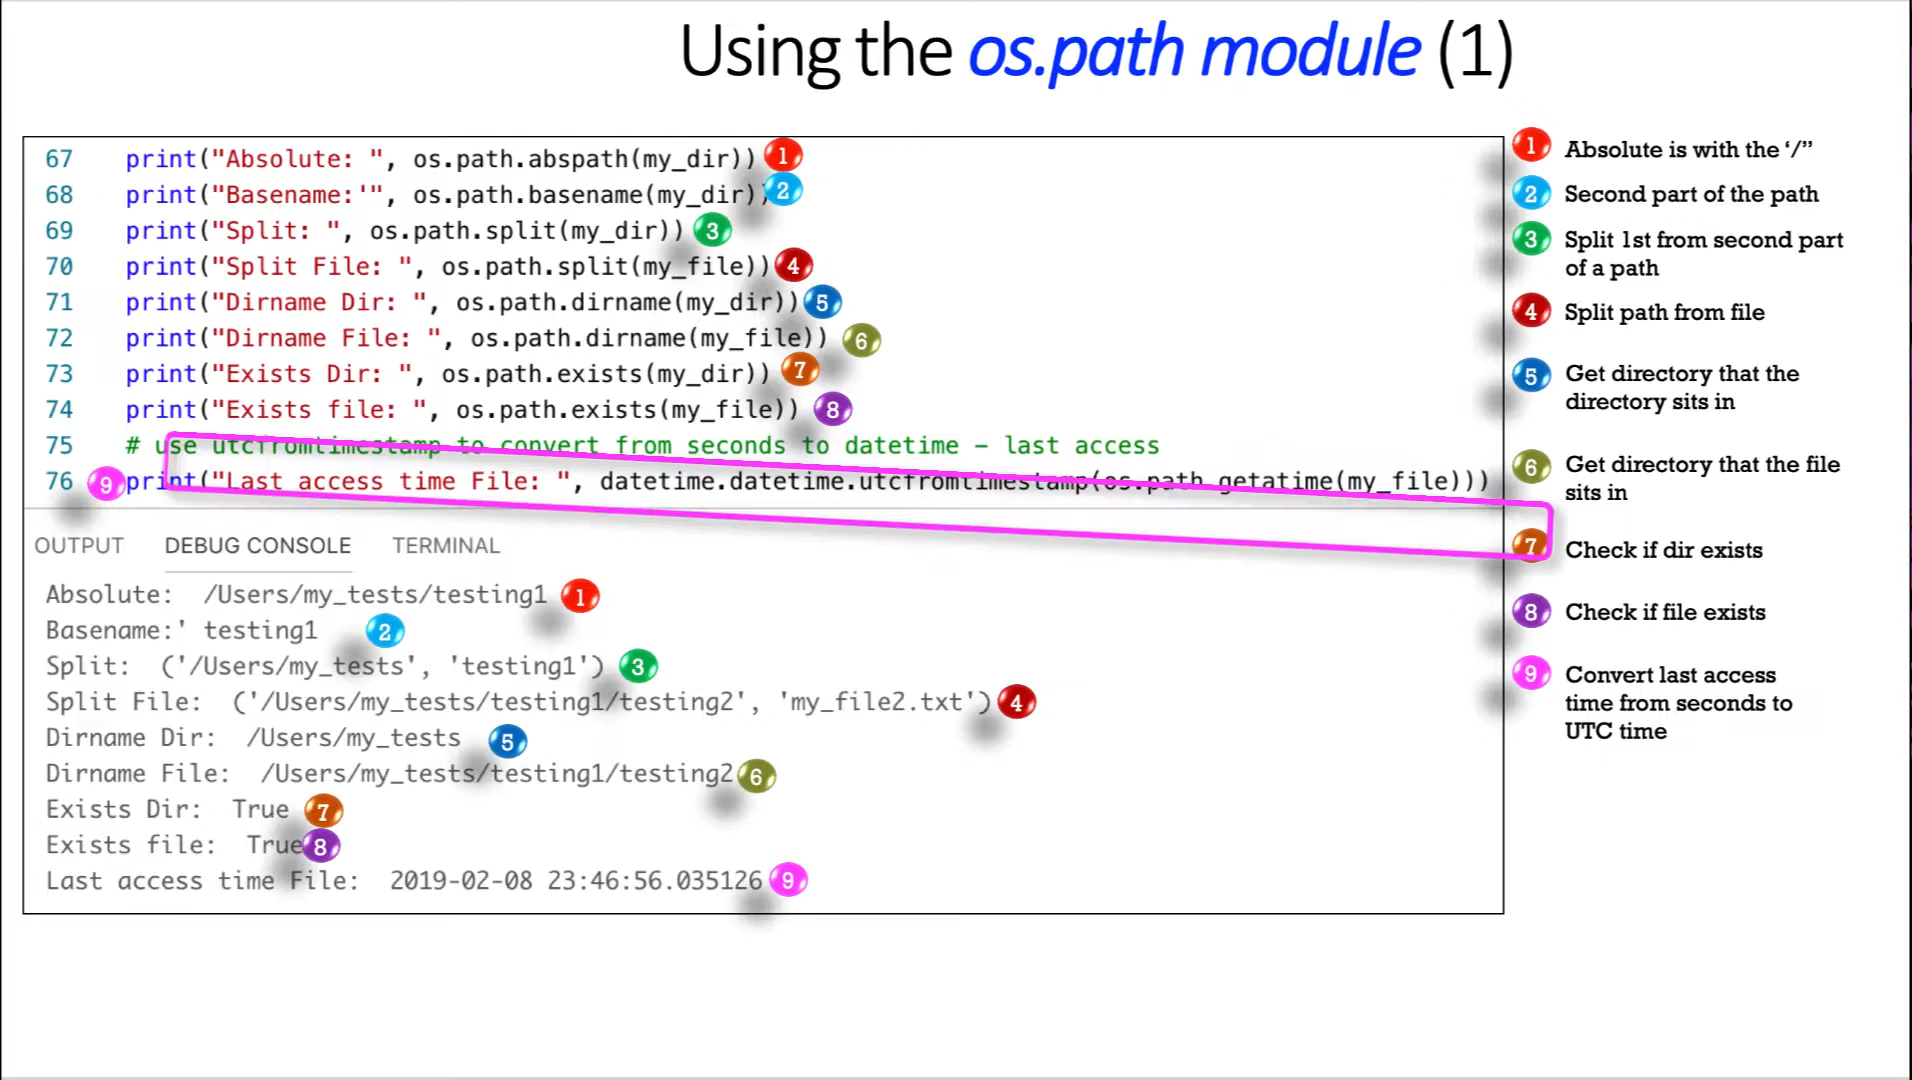 Using the os.path module (1)
67 print("Absolute: ", os.path.abspath(my_dir)) 1
68 print("Basename:'", os.path.basename(my_dir)) 2
69 print("Split: ", os.path.split(my_dir)) 3
70 print("Split File: ", os.path.split(my_file)) 4
71 print("Dirname Dir: ", os.path.dirname(my_dir)) 5
72 print("Dirname File: ", os.path.dirname(my_file)) 6
73 print("Exists Dir: ", os.path.exists(my_dir)) 7
74 print("Exists file: ", os.path.exists(my_file)) 8
75 # use utcfromtimestamp to convert from seconds to datetime – last access
76 9 print("Last access time File: ", datetime.datetime.utcfromtimestamp(os.path.getatime(my_file)))
OUTPUT DEBUG CONSOLE TERMINAL
Absolute: /Users/my_tests/testing1 1
Basename:' testing1 2
Split: ('/Users/my_tests', 'testing1') 3
Split File: ('/Users/my_tests/testing1/testing2', 'my_file2.txt') 4
Dirname Dir: /Users/my_tests 5
Dirname File: /Users/my_tests/testing1/testing2 6
Exists Dir: True 7
Exists file: True 8
Last access time File: 2019-02-08 23:46:56.035126 9
1 Absolute is with the ‘/”
2 Second part of the path
3 Split 1st from second part
of a path
4 Split path from file
5 Get directory that the
directory sits in
6 Get directory that the file
sits in
7 Check if dir exists
8 Check if file exists
9 Convert last access
time from seconds to
UTC time